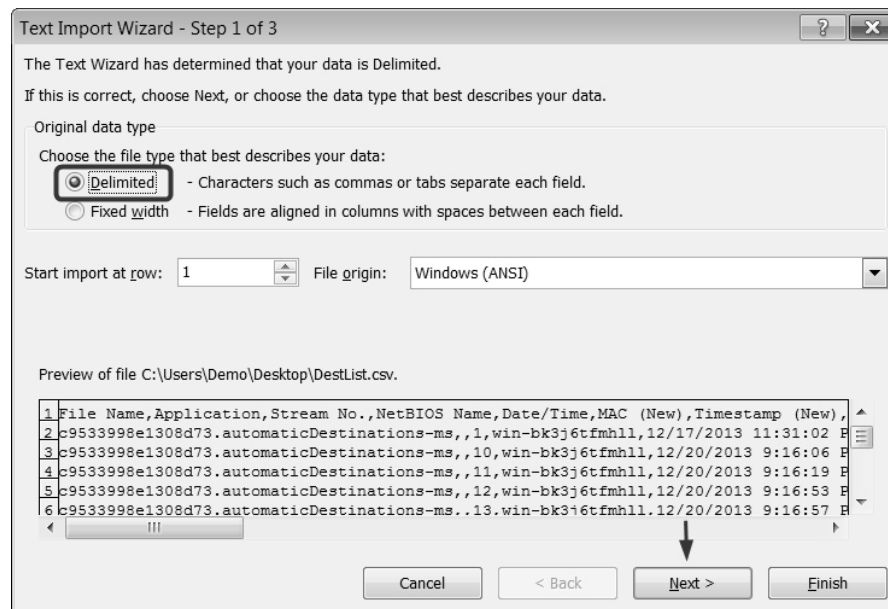 Text Import Wizard - Step 1 of 3
The Text Wizard has determined that your data is Delimited.
If this is correct, choose Next, or choose the data type that best describes your data.
Original data type
Choose the file type that best describes your data:
Delimited - Characters such as commas or tabs separate each field.
Fixed width - Fields are aligned in columns with spaces between each field.
Start import at row: 1 File origin: Windows (ANSI)
Preview of file C:\Users\Demo\Desktop\DestList.csv.
1 File Name,Application,Stream No.,NetBIOS Name,Date/Time,MAC (New),Timestamp (New),
2 c9533998e1308d73.automaticDestinations-ms,,1,win-bk3j6tfmhll,12/17/2013 11:31:02 P
3 c9533998e1308d73.automaticDestinations-ms,,10,win-bk3j6tfmhll,12/20/2013 9:16:06 P
4 c9533998e1308d73.automaticDestinations-ms,,11,win-bk3j6tfmhll,12/20/2013 9:16:19 P
5 c9533998e1308d73.automaticDestinations-ms,,12,win-bk3j6tfmhll,12/20/2013 9:16:53 P
6 c9533998e1308d73.automaticDestinations-ms,,13,win-bk3j6tfmhll,12/20/2013 9:16:57 P
Cancel < Back Next > Finish